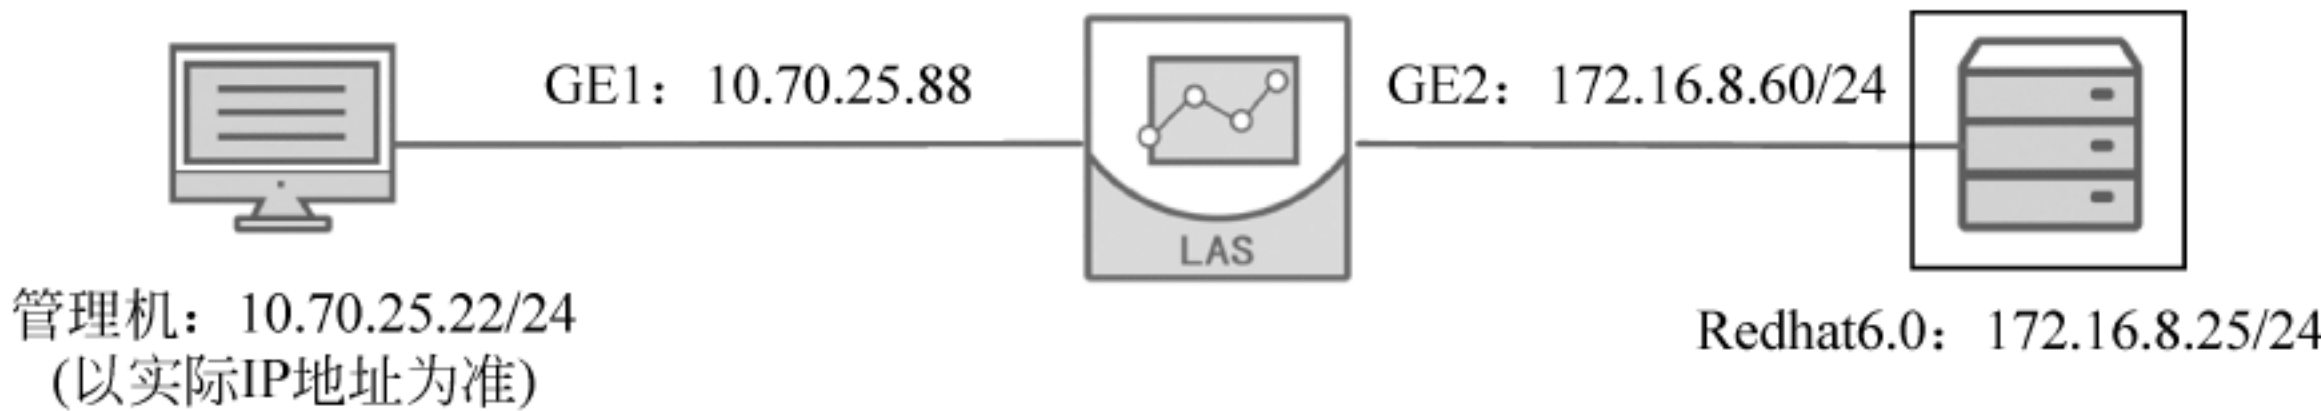 GE1：10.70.25.88
GE2：172.16.8.60/24
LAS
管理机：10.70.25.22/24
(以实际IP地址为准)
Redhat6.0：172.16.8.25/24